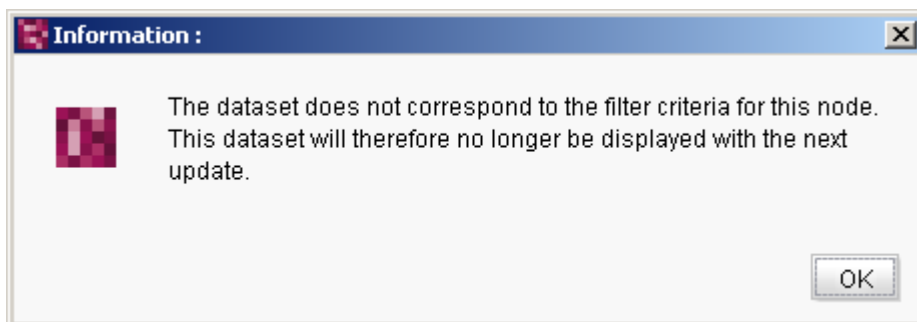 Information :
The dataset does not correspond to the filter criteria for this node.
This dataset will therefore no longer be displayed with the next
update.
OK